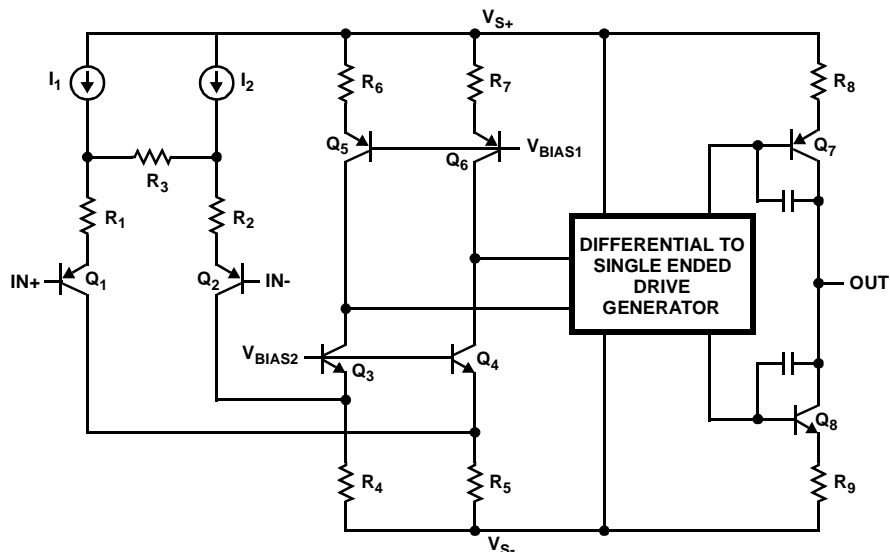 VS+
I1
I2
R6
R7
R8
Q5
Q6
VBIAS1
Q7
R3
R1
R2
DIFFERENTIAL TO
SINGLE ENDED
DRIVE
GENERATOR
IN+
Q1
Q2
IN-
OUT
VBIAS2
Q3
Q4
Q8
R4
R5
R9
VS-